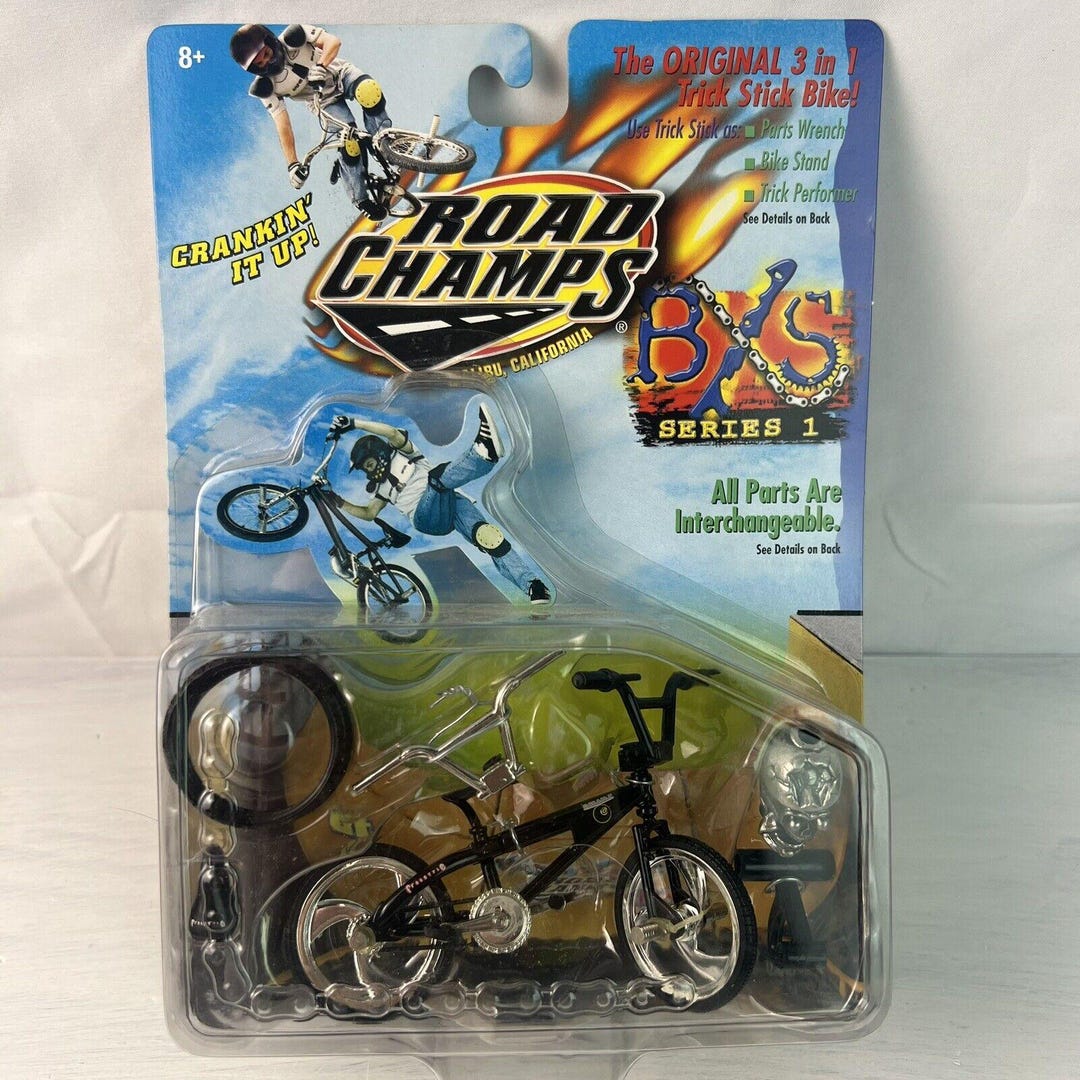 8+
CRANKIN'
IT UP!
The ORIGINAL 3 in 1
Trick Stick Bike!
Use Trick Stick as: ■ Parts Wrench
■ Bike Stand
■ Trick Performer
See Details on Back
ROAD
CHAMPS
®
CALIFORNIA
BXS
SERIES 1
All Parts Are
Interchangeable.
See Details on Back